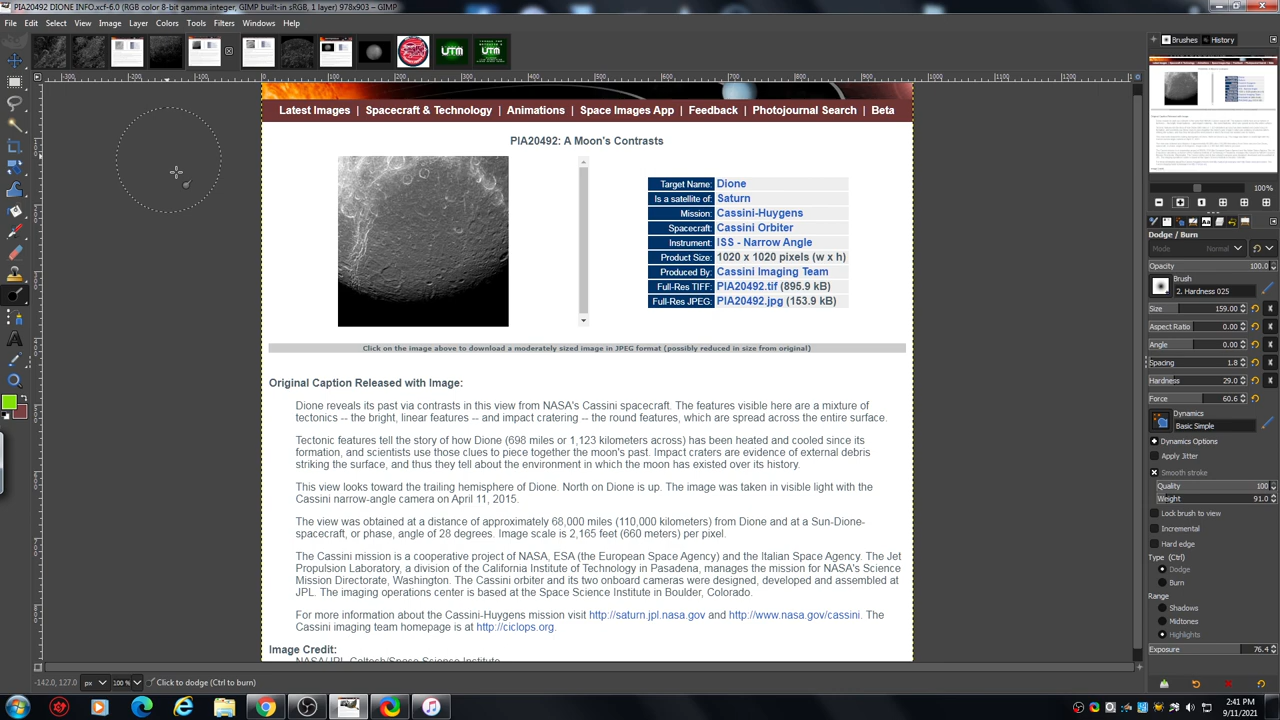 PIA20492 DIONE INFO.xcf-6.0 (RGB color 8-bit gamma integer, GIMP built-in sRGB, 1 layer) 978x903 – GIMP
File Edit Select View Image Layer Colors Tools Filters Windows Help
UTM
Brushes
History
Latest Images | Spacecraft & Technology | Animations | Space Images App | Feedback | Photojournal Search | Beta
PIA20492: A Moon's Contrasts
Target Name: Dione
Is a satellite of: Saturn
Mission: Cassini-Huygens
Spacecraft: Cassini Orbiter
Instrument: ISS - Narrow Angle
Product Size: 1020 x 1020 pixels (w x h)
Produced By: Cassini Imaging Team
Full-Res TIFF: PIA20492.tif (895.9 kB)
Full-Res JPEG: PIA20492.jpg (153.9 kB)
Click on the image above to download a moderately sized image in JPEG format (possibly reduced in size from original)
Original Caption Released with Image:
Dione reveals its past via contrasts in this view from NASA's Cassini spacecraft. The features visible here are a mixture of
tectonics -- the bright, linear features -- and impact cratering -- the round features, which are spread across the entire surface.
Tectonic features tell the story of how Dione (698 miles or 1,123 kilometers across) has been heated and cooled since its
formation, and scientists use those clues to piece together the moon's past. Impact craters are evidence of external debris
striking the surface, and thus they tell about the environment in which the moon has existed over its history.
This view looks toward the trailing hemisphere of Dione. North on Dione is up. The image was taken in visible light with the
Cassini narrow-angle camera on April 11, 2015.
The view was obtained at a distance of approximately 68,000 miles (110,000 kilometers) from Dione and at a Sun-Dione-
spacecraft, or phase, angle of 28 degrees. Image scale is 2,165 feet (660 meters) per pixel.
The Cassini mission is a cooperative project of NASA, ESA (the European Space Agency) and the Italian Space Agency. The Jet
Propulsion Laboratory, a division of the California Institute of Technology in Pasadena, manages the mission for NASA's Science
Mission Directorate, Washington. The Cassini orbiter and its two onboard cameras were designed, developed and assembled at
JPL. The imaging operations center is based at the Space Science Institute in Boulder, Colorado.
For more information about the Cassini-Huygens mission visit http://saturn.jpl.nasa.gov and http://www.nasa.gov/cassini. The
Cassini imaging team homepage is at http://ciclops.org.
Image Credit:
NASA/JPL-Caltech/Space Science Institute
100%
Dodge / Burn
Mode Normal
Opacity 100.0
Brush
2. Hardness 025
Size 159.00
Aspect Ratio 0.00
Angle 0.00
Spacing 1.8
Hardness 29.0
Force 60.6
Dynamics
Basic Simple
Dynamics Options
Apply Jitter
Smooth stroke
Quality 100
Weight 91.0
Lock brush to view
Incremental
Hard edge
Type (Ctrl)
Dodge
Burn
Range
Shadows
Midtones
Highlights
Exposure 76.4
-142.0, 127.0 px 100 % Click to dodge (Ctrl to burn)
2:41 PM
9/11/2021